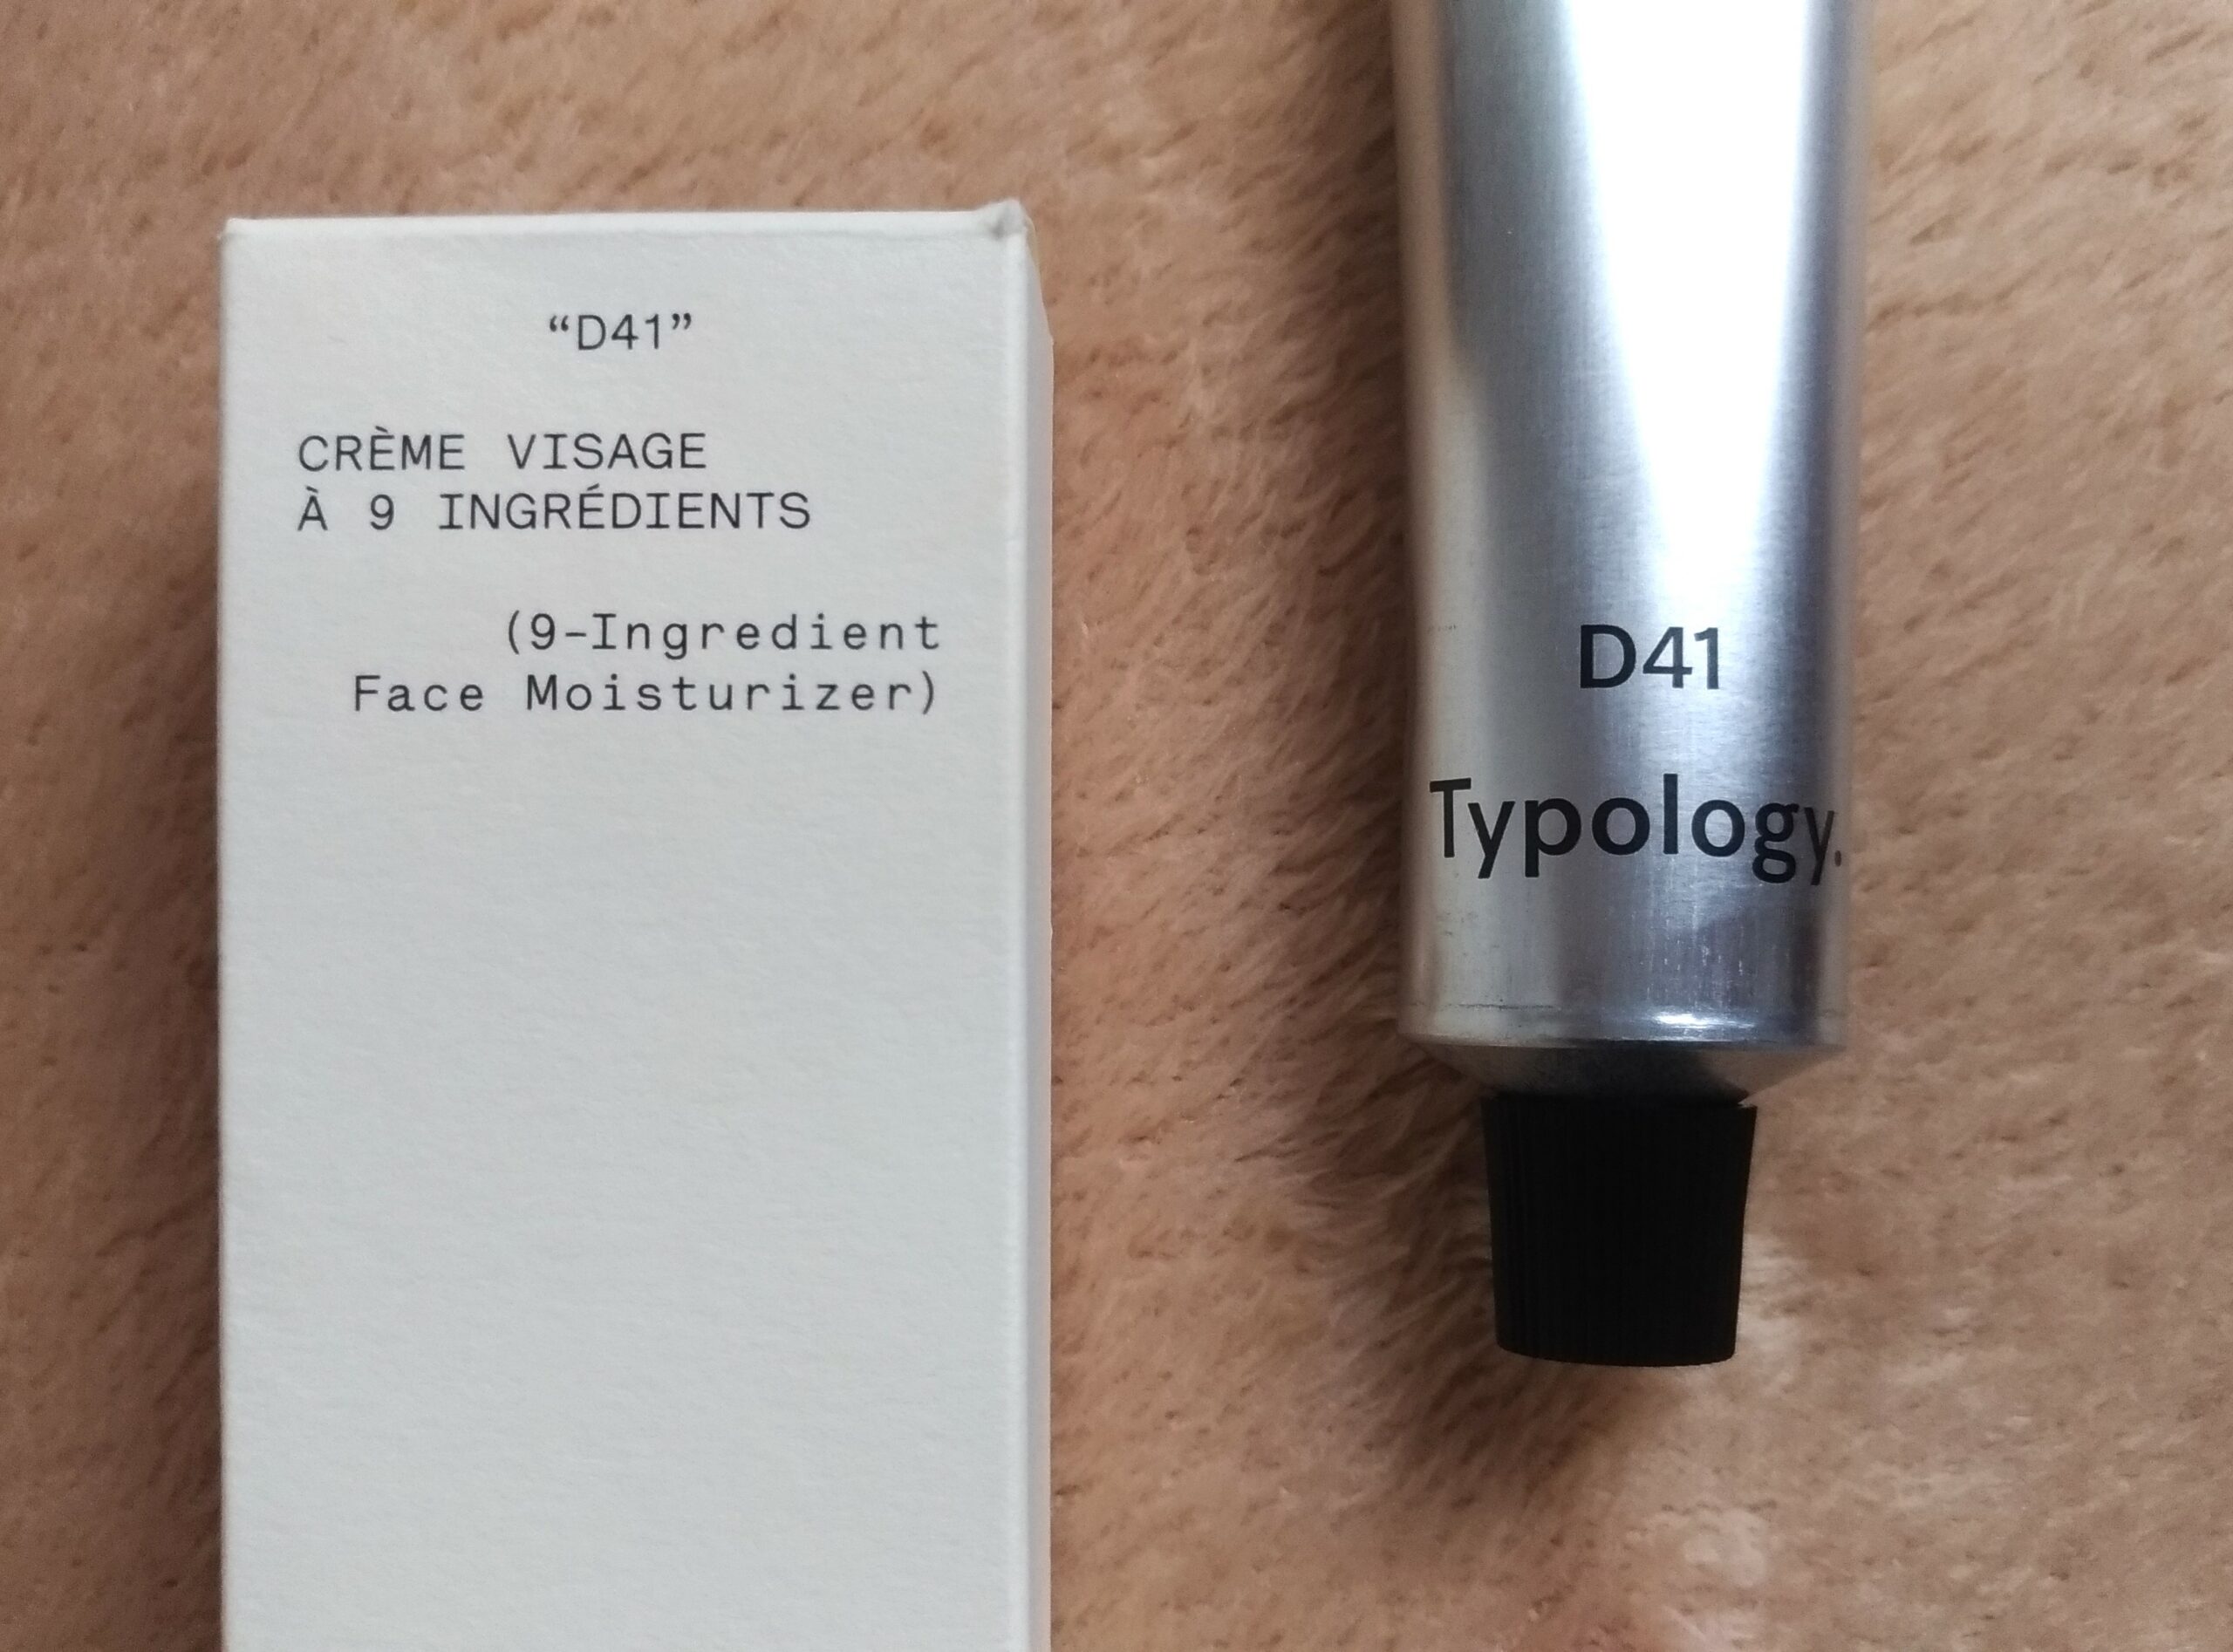 “D41”
CRÈME VISAGE
À 9 INGRÉDIENTS
(9-Ingredient
Face Moisturizer)
D41
Typology.